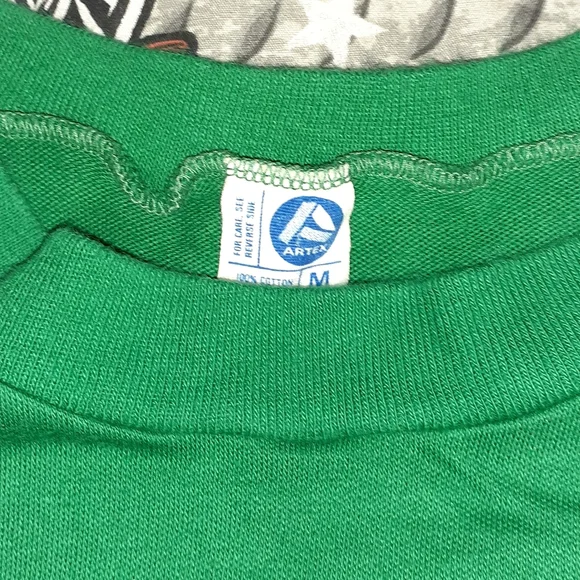 FOR CARE, SEE
REVERSE SIDE
ARTEX
100% COTTON
M